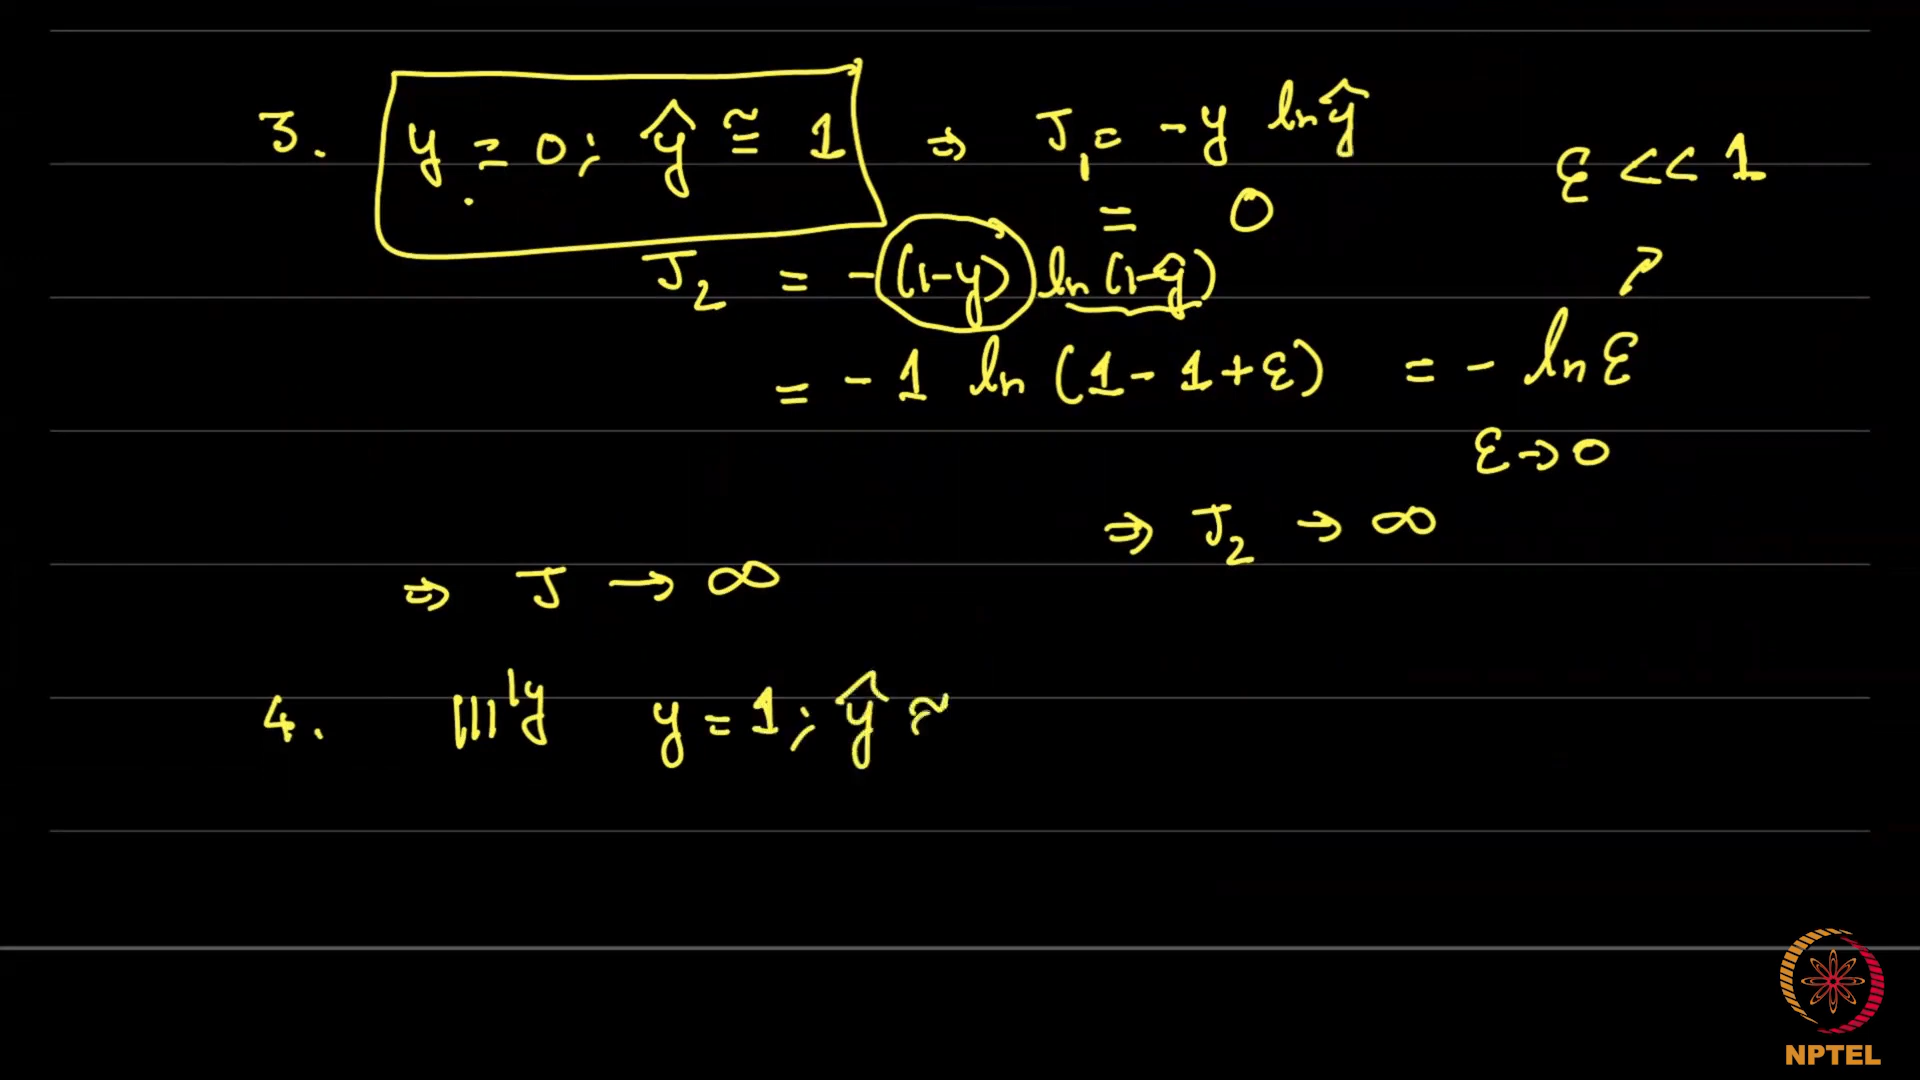 3. y = 0; ŷ ≅ 1 ⇒ J₁ = -y ln ŷ
= 0
ε << 1
J₂ = -(1-y) ln (1-ŷ)
= -1 ln (1-1+ε) = - ln ε
ε → 0
⇒ J₂ → ∞
⇒ J → ∞
4. |||ly y = 1; ŷ ≈
NPTEL